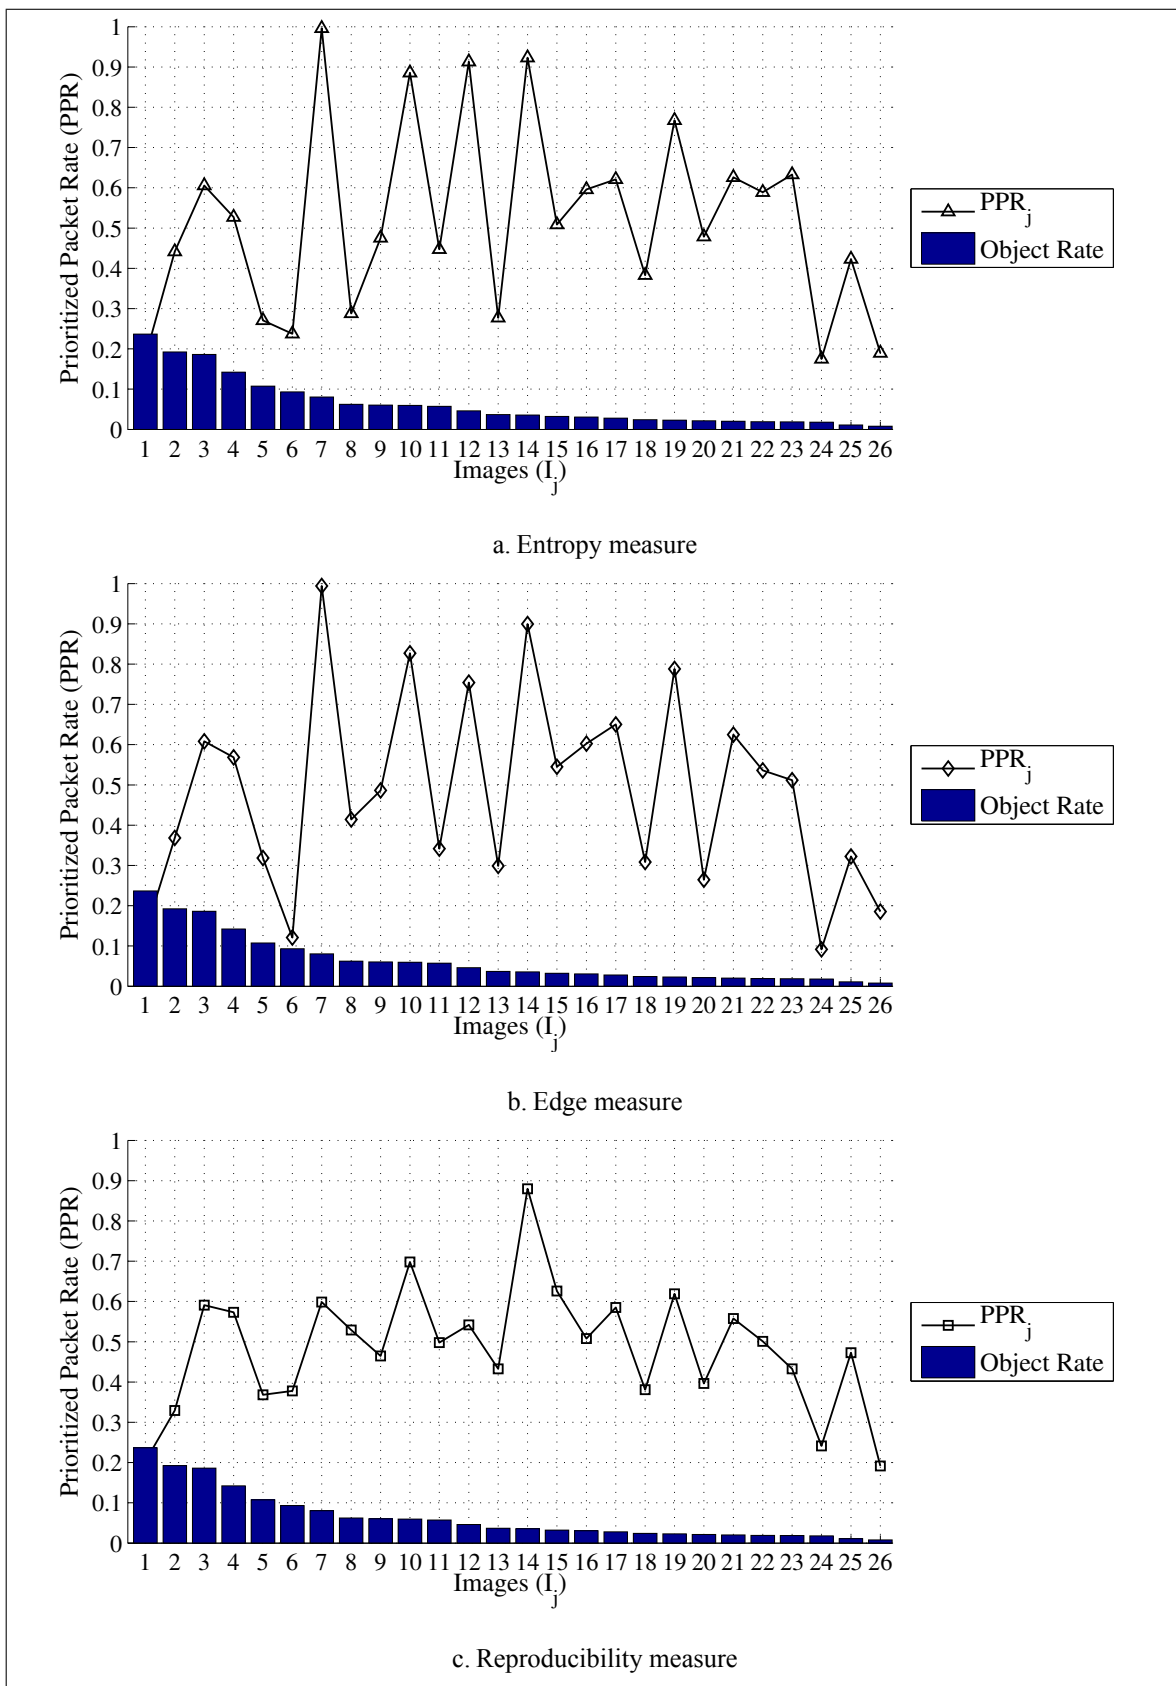 1
0.9
0.8
0.7
0.6
0.5
0.4
0.3
0.2
0.1
0
Prioritized Packet Rate (PPR)
1 2 3 4 5 6 7 8 9 10 11 12 13 14 15 16 17 18 19 20 21 22 23 24 25 26
Images (I_j)
PPR_j
Object Rate
a. Entropy measure
1
0.9
0.8
0.7
0.6
0.5
0.4
0.3
0.2
0.1
0
Prioritized Packet Rate (PPR)
1 2 3 4 5 6 7 8 9 10 11 12 13 14 15 16 17 18 19 20 21 22 23 24 25 26
Images (I_j)
PPR_j
Object Rate
b. Edge measure
1
0.9
0.8
0.7
0.6
0.5
0.4
0.3
0.2
0.1
0
Prioritized Packet Rate (PPR)
1 2 3 4 5 6 7 8 9 10 11 12 13 14 15 16 17 18 19 20 21 22 23 24 25 26
Images (I_j)
PPR_j
Object Rate
c. Reproducibility measure